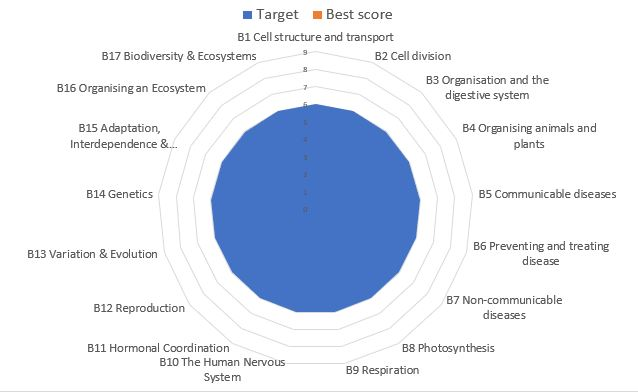 Target
Best score
B1 Cell structure and transport
B2 Cell division
B3 Organisation and the
digestive system
B4 Organising animals and
plants
B5 Communicable diseases
B6 Preventing and treating
disease
B7 Non-communicable
diseases
B8 Photosynthesis
B9 Respiration
B10 The Human Nervous
System
B11 Hormonal Coordination
B12 Reproduction
B13 Variation & Evolution
B14 Genetics
B15 Adaptation,
Interdependence &...
B16 Organising an Ecosystem
B17 Biodiversity & Ecosystems
9
8
7
6
5
4
3
2
1
0